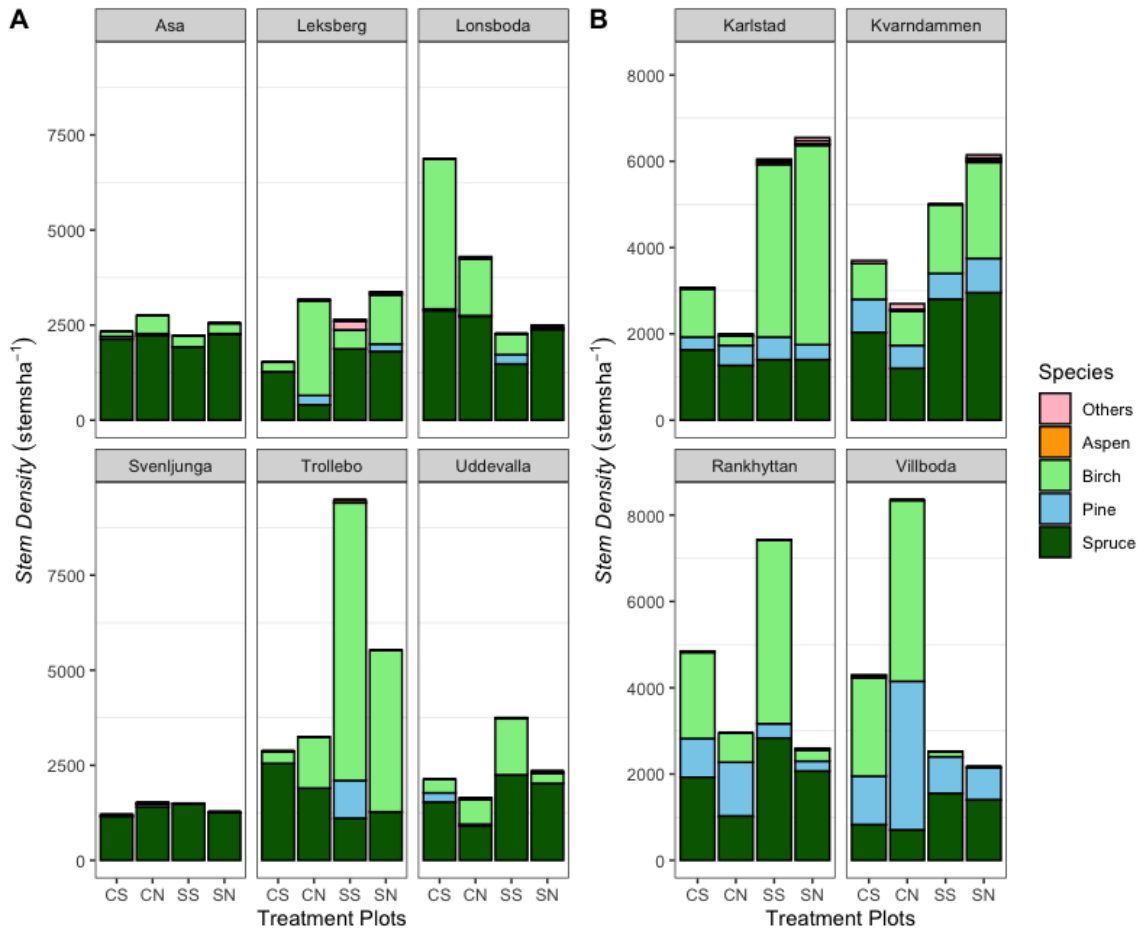 A
Asa
Leksberg
Lonsboda
Stem Density (stemsha⁻¹)
7500
5000
2500
0
Svenljunga
Trollebo
Uddevalla
7500
5000
2500
0
CS CN SS SN
CS CN SS SN
CS CN SS SN
Treatment Plots
B
Karlstad
Kvarndammen
Stem Density (stemsha⁻¹)
8000
6000
4000
2000
0
Rankhyttan
Villboda
8000
6000
4000
2000
0
CS CN SS SN
CS CN SS SN
Treatment Plots
Species
Others
Aspen
Birch
Pine
Spruce